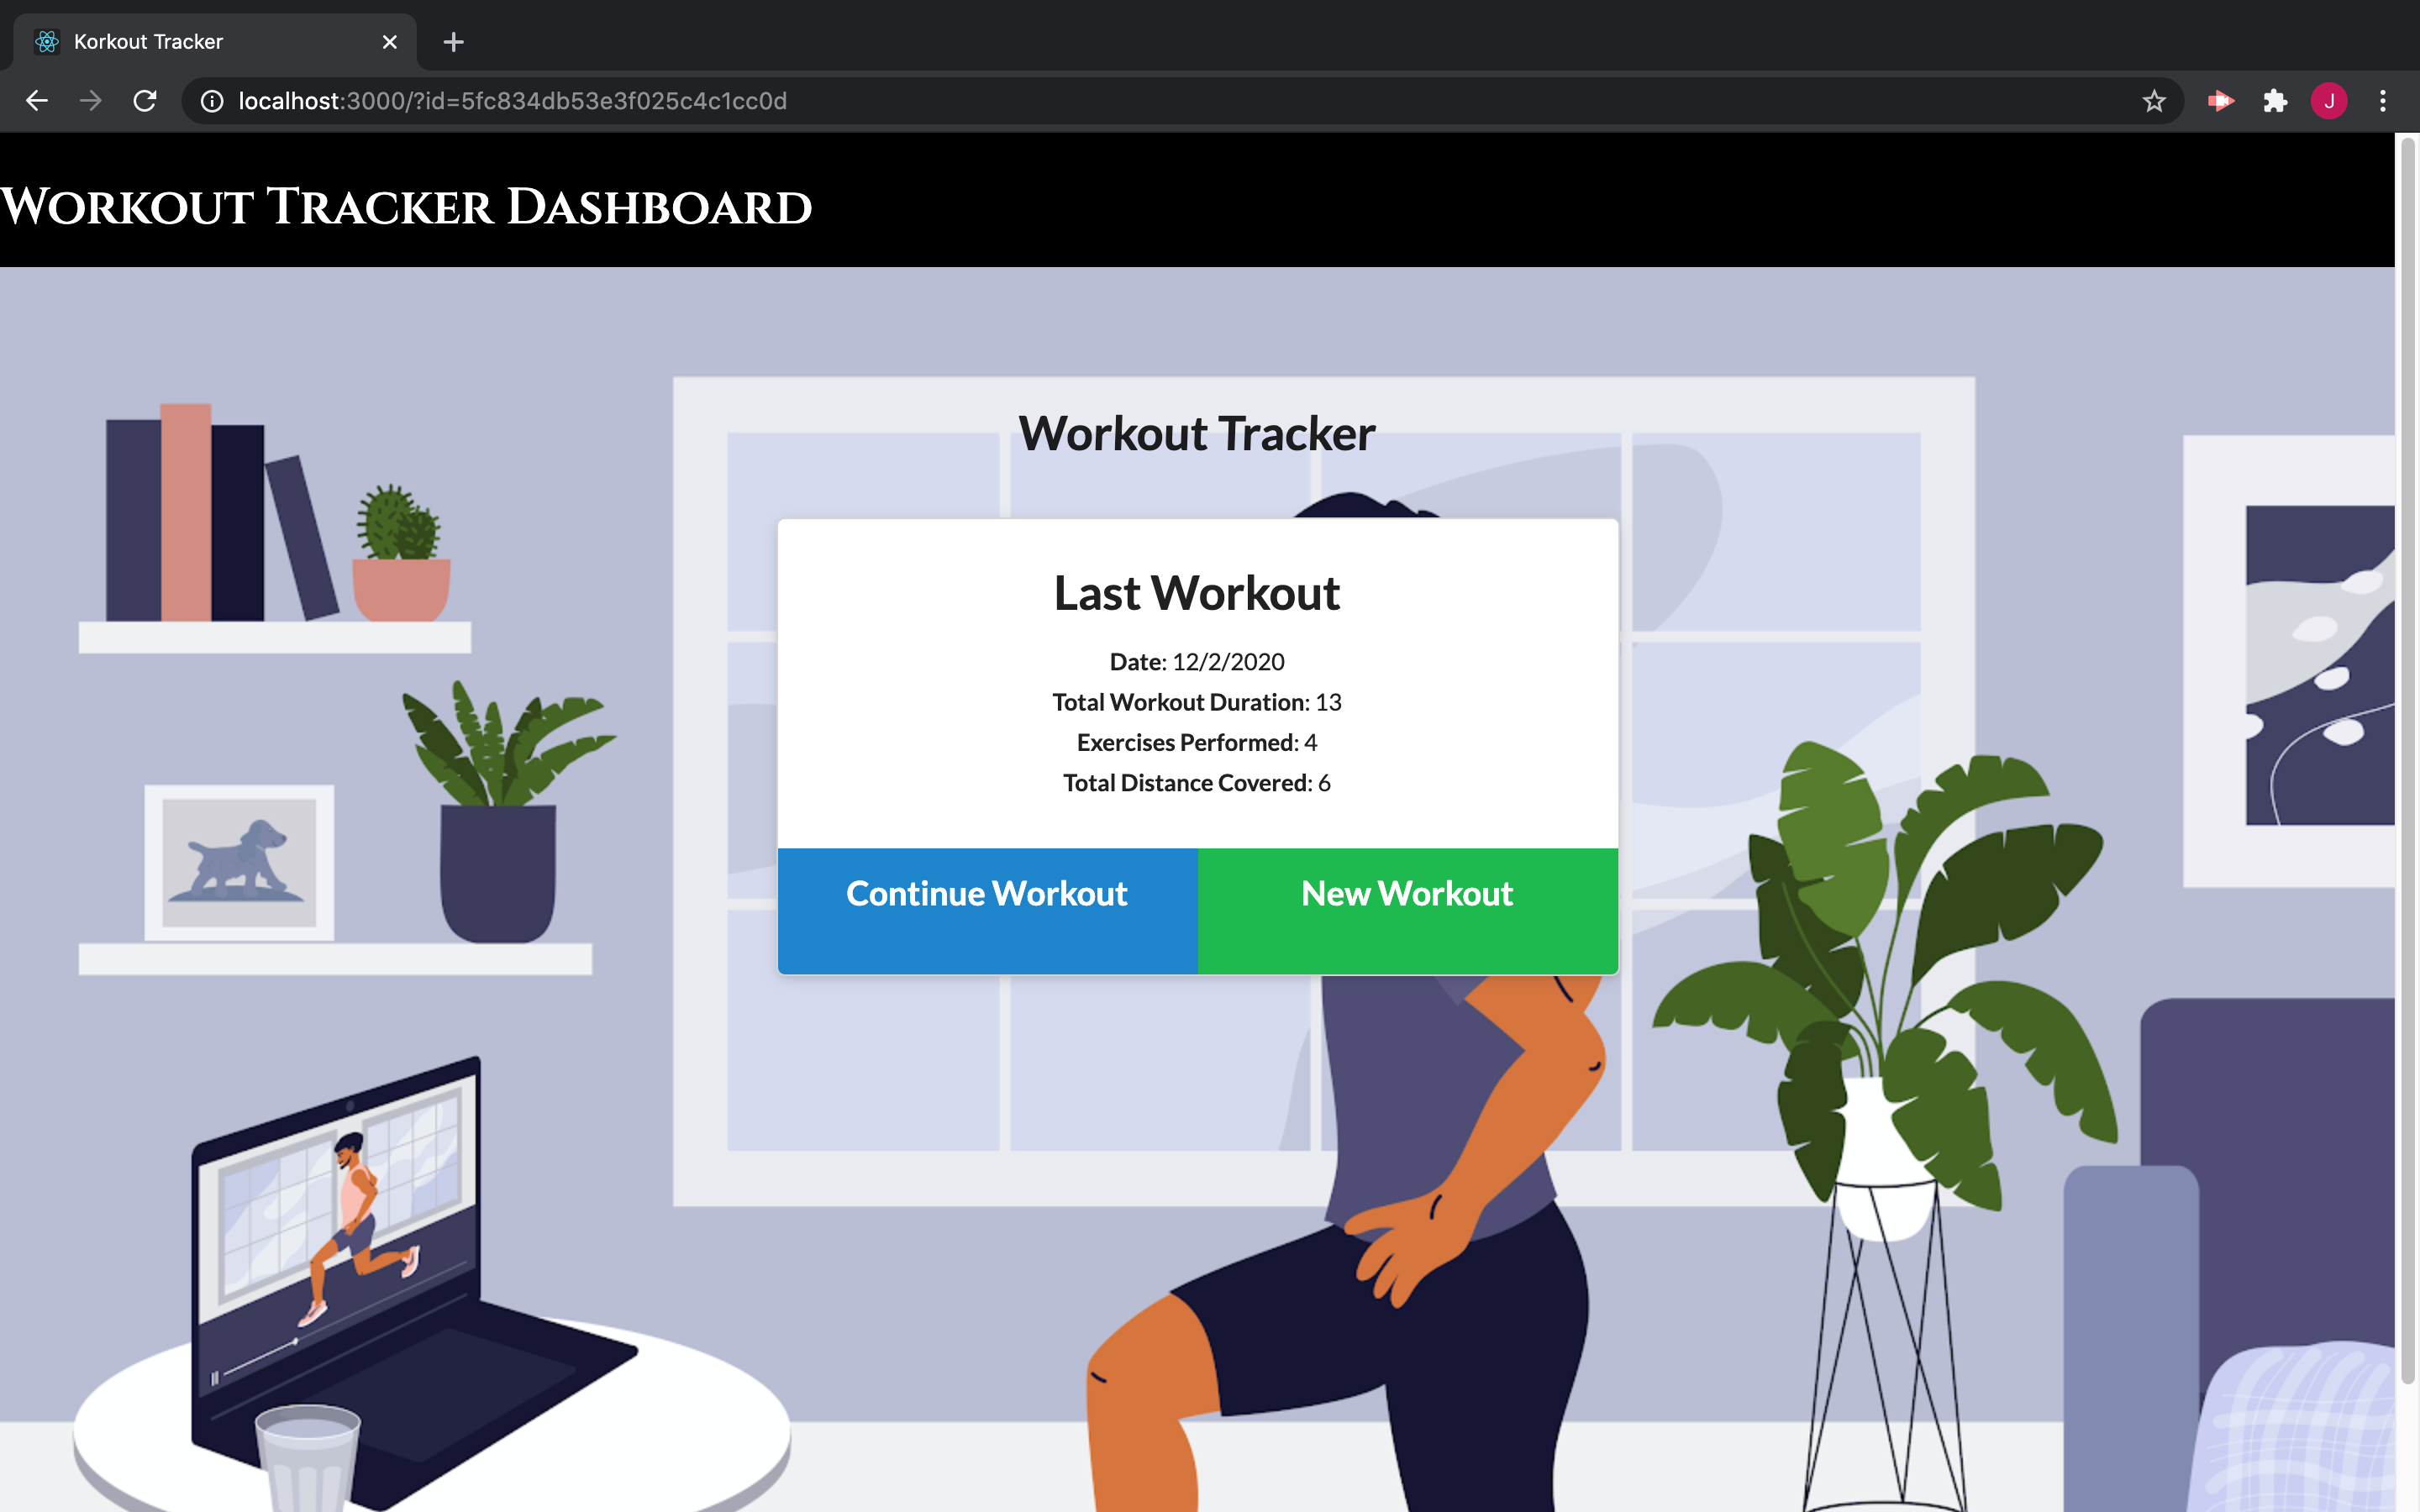 Korkout Tracker
localhost:3000/?id=5fc834db53e3f025c4c1cc0d
J
Workout Tracker Dashboard
Workout Tracker
Last Workout
Date: 12/2/2020
Total Workout Duration: 13
Exercises Performed: 4
Total Distance Covered: 6
Continue Workout
New Workout